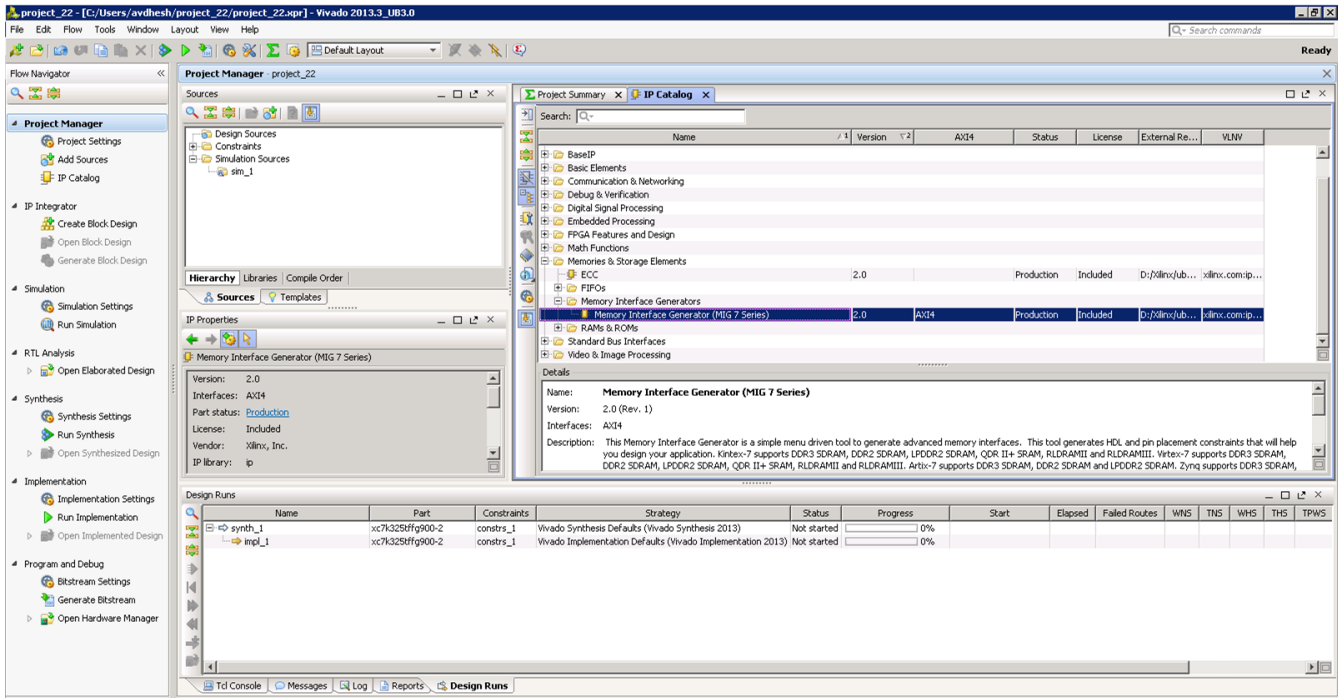 project_22 - [C:/Users/avdhesh/project_22/project_22.xpr] - Vivado 2013.3_UB3.0
File Edit Flow Tools Window Layout View Help
Search commands
Default Layout
Ready
Flow Navigator
Project Manager
Project Settings
Add Sources
IP Catalog
IP Integrator
Create Block Design
Open Block Design
Generate Block Design
Simulation
Simulation Settings
Run Simulation
RTL Analysis
Open Elaborated Design
Synthesis
Synthesis Settings
Run Synthesis
Open Synthesized Design
Implementation
Implementation Settings
Run Implementation
Open Implemented Design
Program and Debug
Bitstream Settings
Generate Bitstream
Open Hardware Manager
Project Manager - project_22
Sources
Design Sources
Constraints
Simulation Sources
sim_1
Hierarchy Libraries Compile Order
Sources Templates
IP Properties
Memory Interface Generator (MIG 7 Series)
Version: 2.0
Interfaces: AXI4
Part status: Production
License: Included
Vendor: Xilinx, Inc.
IP library: ip
Project Summary IP Catalog
Search:
Name 1 Version 2 AXI4 Status License External Re... VLNV
BaseIP
Basic Elements
Communication & Networking
Debug & Verification
Digital Signal Processing
Embedded Processing
FPGA Features and Design
Math Functions
Memories & Storage Elements
ECC 2.0 Production Included D:/Xilinx/ub... xilinx.com:ip...
FIFOs
Memory Interface Generators
Memory Interface Generator (MIG 7 Series) 2.0 AXI4 Production Included D:/Xilinx/ub... xilinx.com:ip...
RAMs & ROMs
Standard Bus Interfaces
Video & Image Processing
Details
Name: Memory Interface Generator (MIG 7 Series)
Version: 2.0 (Rev. 1)
Interfaces: AXI4
Description: This Memory Interface Generator is a simple menu driven tool to generate advanced memory interfaces. This tool generates HDL and pin placement constraints that will help
you design your application. Kintex-7 supports DDR3 SDRAM, DDR2 SDRAM, LPDDR2 SDRAM, QDR II+ SRAM, RLDRAMII and RLDRAMIII. Virtex-7 supports DDR3 SDRAM,
DDR2 SDRAM, LPDDR2 SDRAM, QDR II+ SRAM, RLDRAMII and RLDRAMIII. Artix-7 supports DDR3 SDRAM, DDR2 SDRAM and LPDDR2 SDRAM. Zynq supports DDR3 SDRAM,
Design Runs
Name Part Constraints Strategy Status Progress Start Elapsed Failed Routes WNS TNS WHS THS TPWS
synth_1 xc7k325tffg900-2 constrs_1 Vivado Synthesis Defaults (Vivado Synthesis 2013) Not started 0%
impl_1 xc7k325tffg900-2 constrs_1 Vivado Implementation Defaults (Vivado Implementation 2013) Not started 0%
Tcl Console Messages Log Reports Design Runs